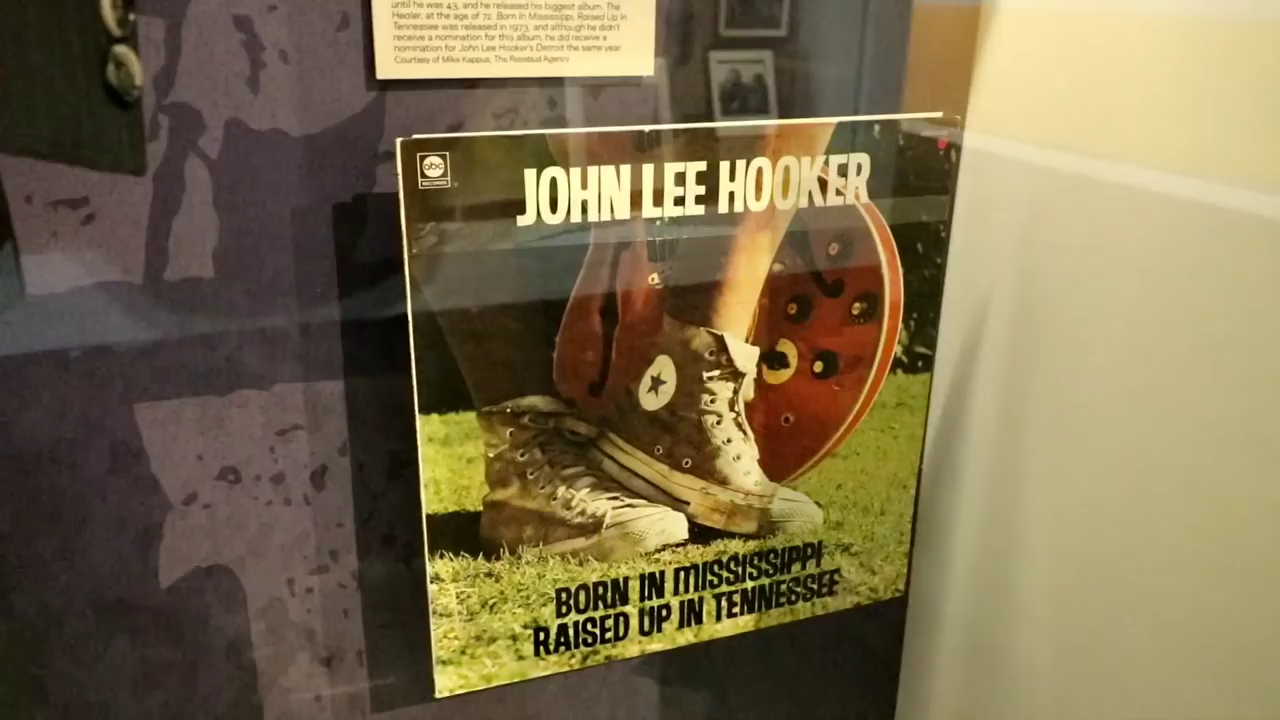 until he was 43, and he released his biggest album, The
Healer, at the age of 72. Born In Mississippi, Raised Up In
Tennessee was released in 1973, and although he didn't
receive a nomination for this album, he did receive a
nomination for John Lee Hooker's Detroit the same year
Courtesy of Mike Kappus, The Rosebud Agency
abc
RECORDS
JOHN LEE HOOKER
BORN IN MISSISSIPPI
RAISED UP IN TENNESSEE